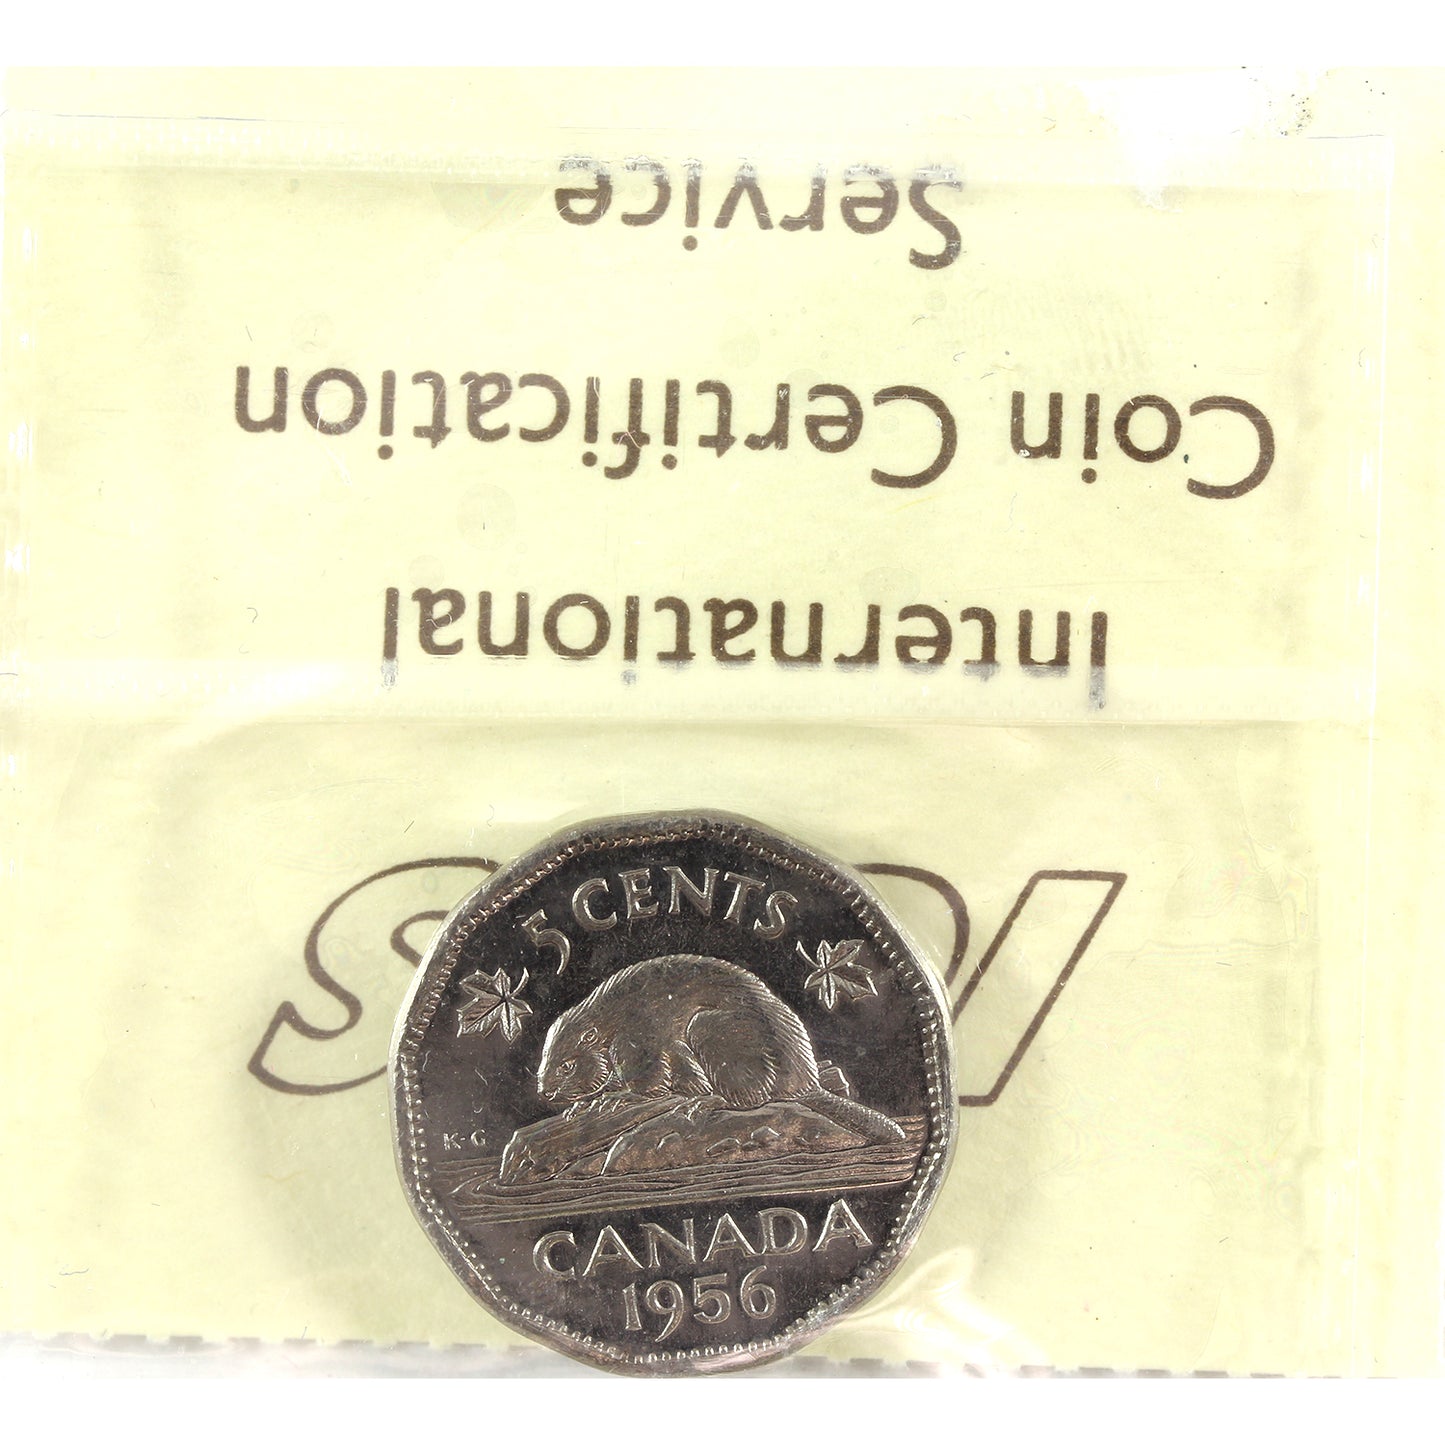 International
Coin Certification
Service
5 CENTS
K·G
CANADA
1956